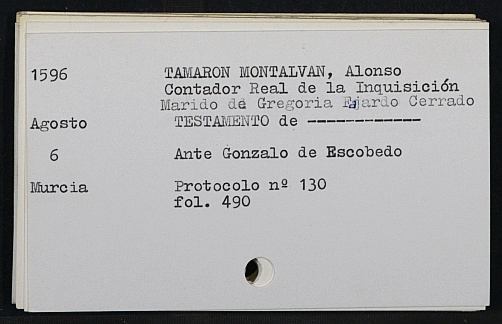 1596 TAMARON MONTALVAN, Alonso
Contador Real de la Inquisición
Marido de Gregoria Fajardo Cerrado
Agosto TESTAMENTO de ------------
6 Ante Gonzalo de Escobedo
Murcia Protocolo nº 130
fol. 490